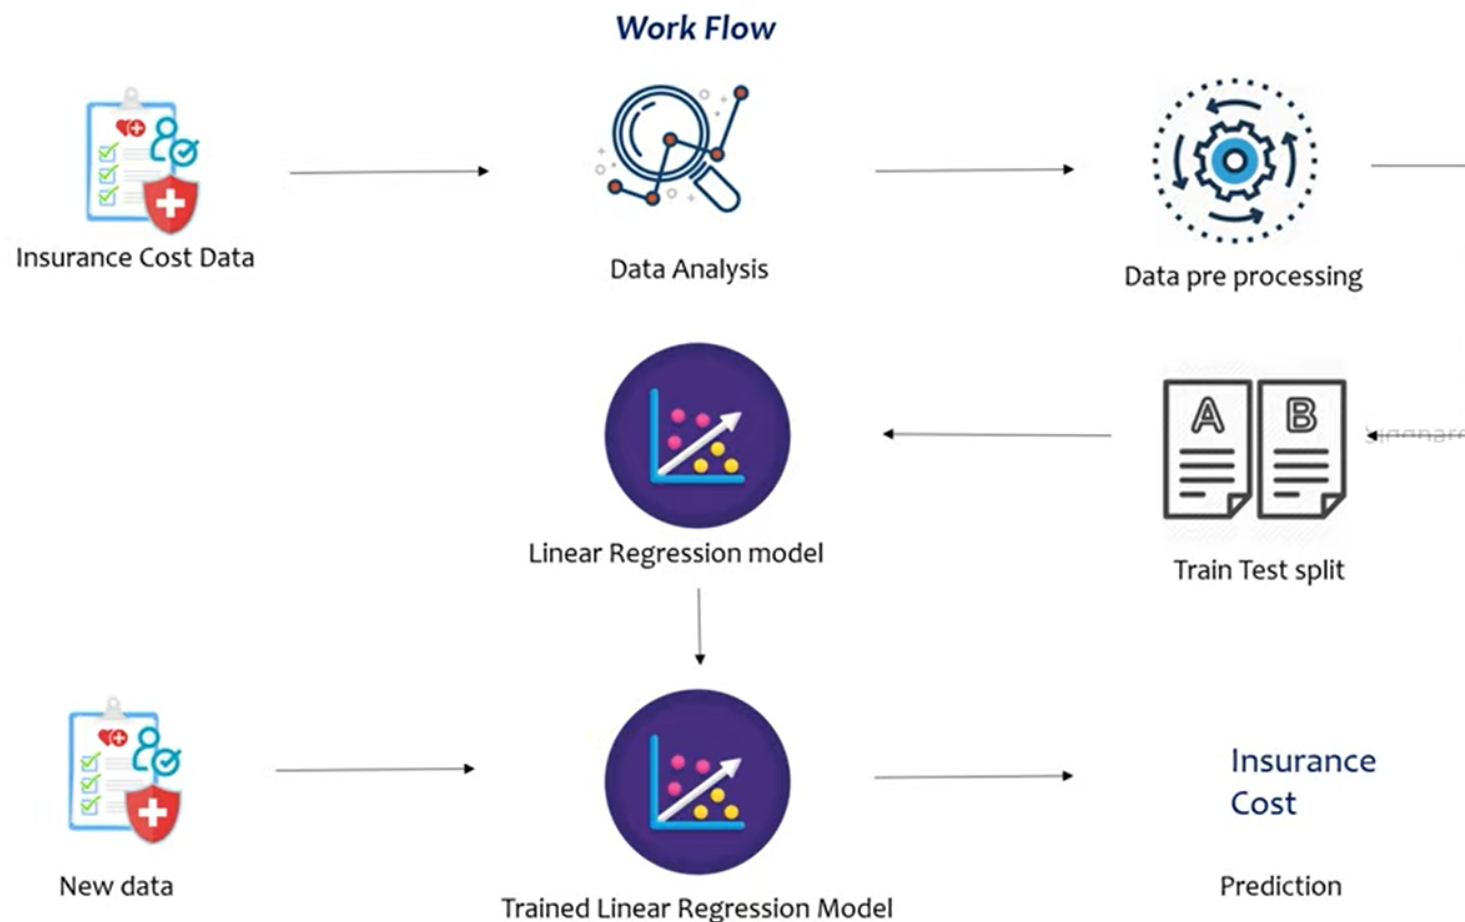 Work Flow
Insurance Cost Data
Data Analysis
Data pre processing
A
B
Linear Regression model
Train Test split
Insurance
Cost
New data
Trained Linear Regression Model
Prediction